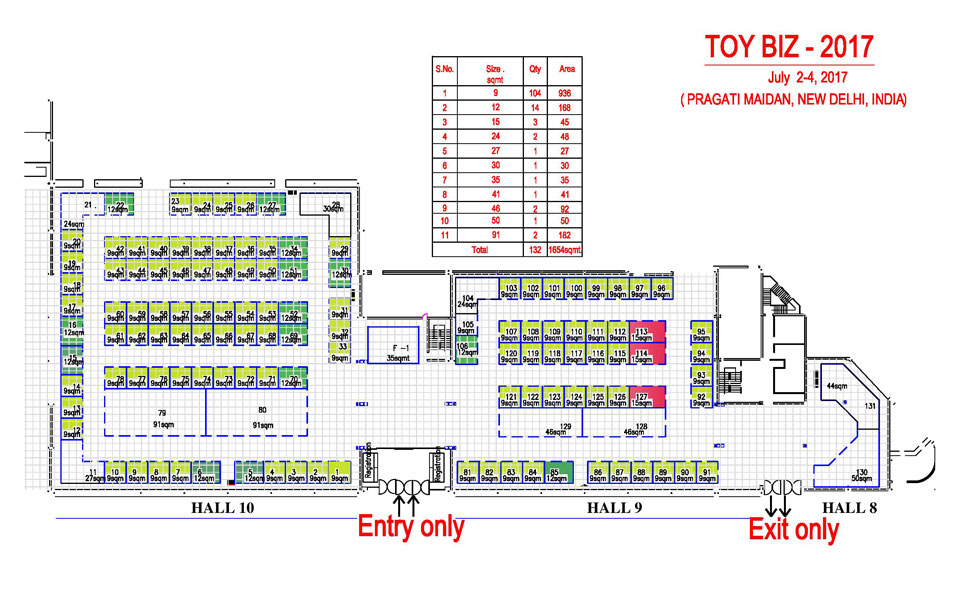 TOY BIZ - 2017
July 2-4, 2017
( PRAGATI MAIDAN, NEW DELHI, INDIA)
S.No. Size . sqmt Qty Area
1 9 104 936
2 12 14 168
3 15 3 45
4 24 2 48
5 27 1 27
6 30 1 30
7 35 1 35
8 41 1 41
9 46 2 92
10 50 1 50
11 91 2 182
Total 132 1654sqmt.
21 22 23 24 25 26 27 28
12sqm 9sqm 9sqm 9sqm 9sqm 12sqm 30sqm
24sqm
20 42 41 40 39 38 37 36 35 34 29
9sqm 9sqm 9sqm 9sqm 9sqm 9sqm 9sqm 9sqm 9sqm 12sqm 9sqm
19 43 44 45 46 47 48 49 50 51 30
9sqm 9sqm 9sqm 9sqm 9sqm 9sqm 9sqm 9sqm 9sqm 12sqm 12sqm
18
9sqm
17 60 59 58 57 56 55 54 53 52 31
9sqm 9sqm 9sqm 9sqm 9sqm 9sqm 9sqm 9sqm 9sqm 12sqm 9sqm
16 61 62 63 64 65 66 67 68 69 32
12sqm 9sqm 9sqm 9sqm 9sqm 9sqm 9sqm 9sqm 9sqm 12sqm 9sqm
15 33
12sqm 9sqm
F -1
35sqmt
14 78 77 76 75 74 73 72 71
9sqm 9sqm 9sqm 9sqm 9sqm 9sqm 9sqm 9sqm 9sqm 12sqm
13 79 80
9sqm 91sqm 91sqm
12
9sqm
11 10 9 8 7 6 5 4 3 2 1
27sqm 9sqm 9sqm 9sqm 9sqm 12sqm 12sqm 9sqm 9sqm 9sqm 9sqm
Registration
Registration
103 102 101 100 99 98 97 96
9sqm 9sqm 9sqm 9sqm 9sqm 9sqm 9sqm 9sqm
104
24sqm
105 107 108 109 110 111 112 113 95
9sqm 9sqm 9sqm 9sqm 9sqm 9sqm 9sqm 15sqm 9sqm
106 120 119 118 117 116 115 114 94
12sqm 9sqm 9sqm 9sqm 9sqm 9sqm 9sqm 15sqm 9sqm
93
9sqm
121 122 123 124 125 126 127 92
9sqm 9sqm 9sqm 9sqm 9sqm 9sqm 15sqm 9sqm
129 128
46sqm 46sqm
81 82 83 84 85 86 87 88 89 90 91
9sqm 9sqm 9sqm 9sqm 12sqm 9sqm 9sqm 9sqm 9sqm 9sqm 9sqm
44sqm
131
130
50sqm
HALL 10 HALL 9 HALL 8
Entry only Exit only